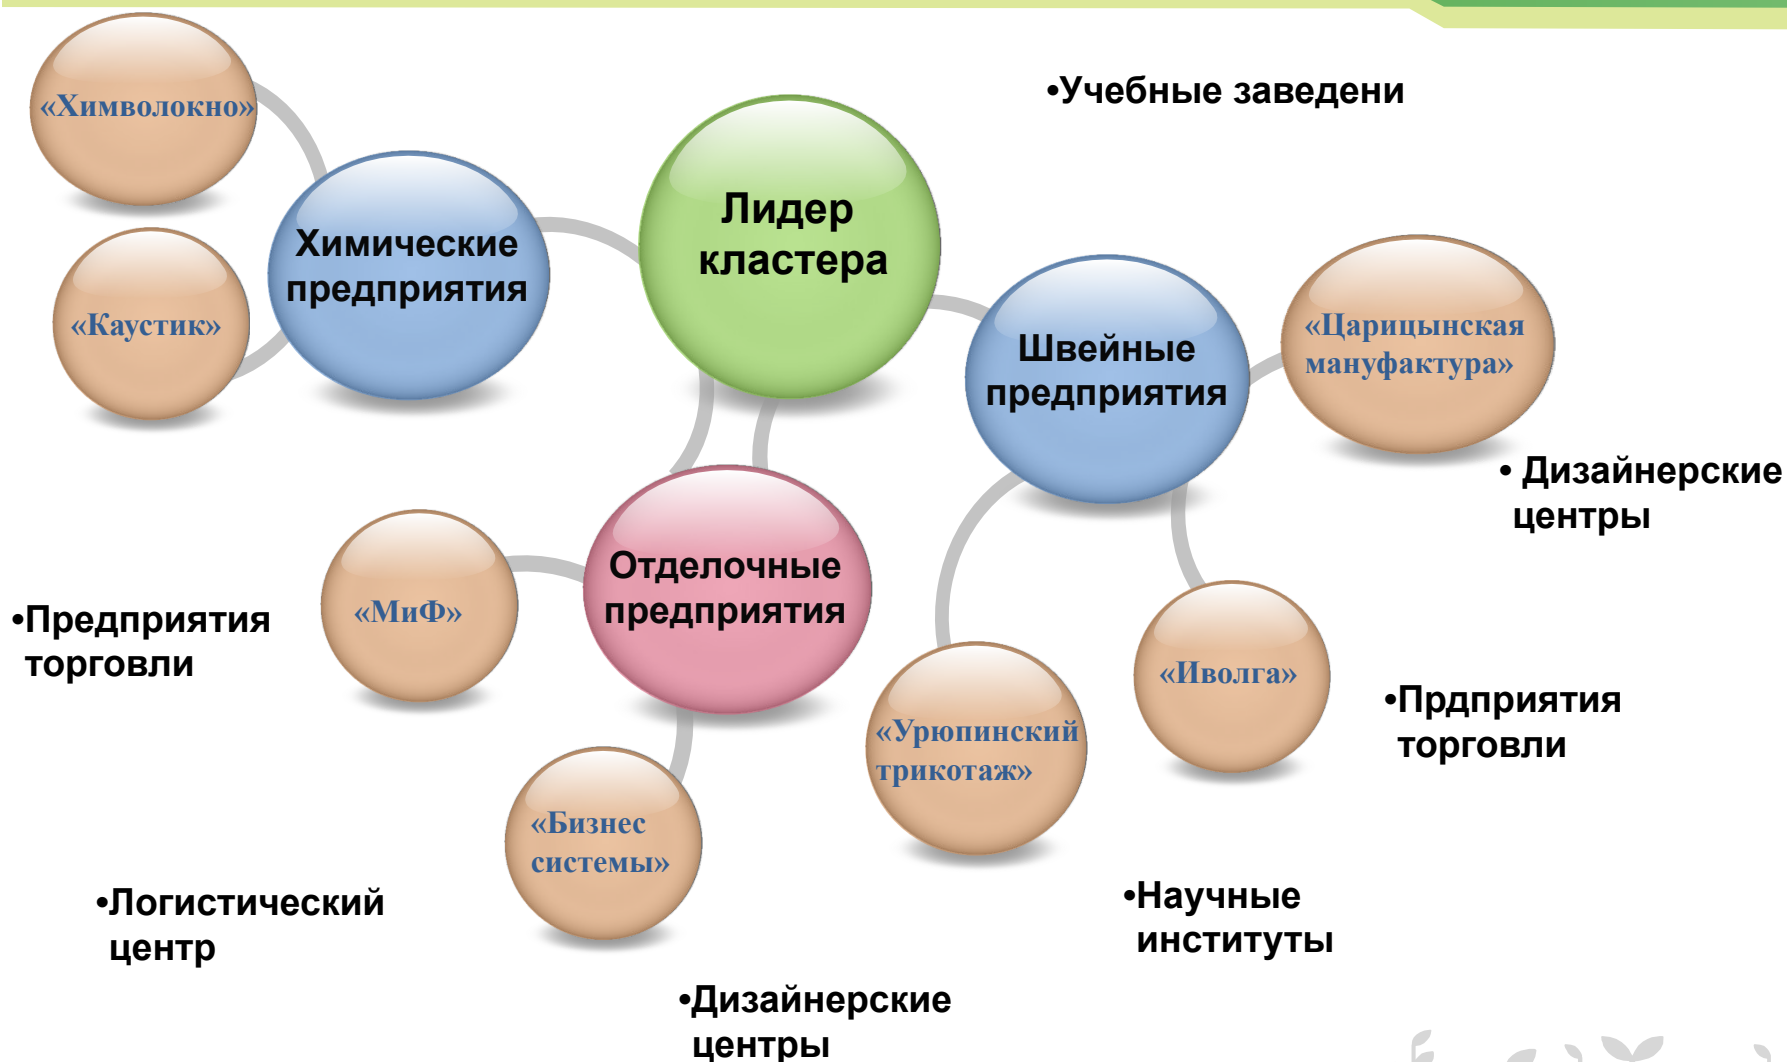 •Учебные заведени
«Химволокно»
Лидер
кластера
Химические
предприятия
«Каустик»
«Царицынская
мануфактура»
Швейные
предприятия
• Дизайнерские
центры
Отделочные
предприятия
«МиФ»
•Предприятия
торговли
«Иволга»
•Прдприятия
торговли
«Урюпинский
трикотаж»
«Бизнес
системы»
•Логистический
центр
•Научные
институты
•Дизайнерские
центры